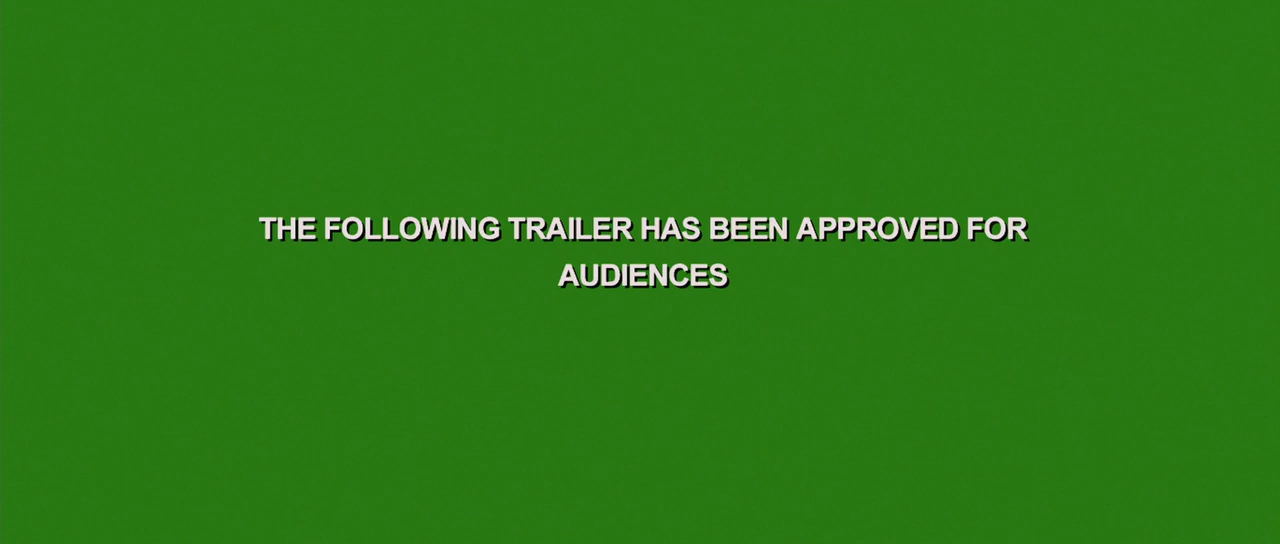 THE FOLLOWING TRAILER HAS BEEN APPROVED FOR
AUDIENCES